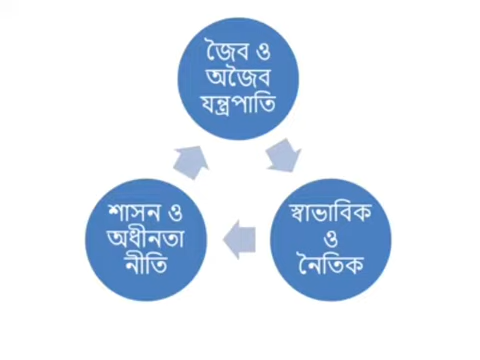 জৈব ও
অজৈব
যন্ত্রপাতি
স্বাভাবিক
ও
নৈতিক
শাসন ও
অধীনতা
নীতি